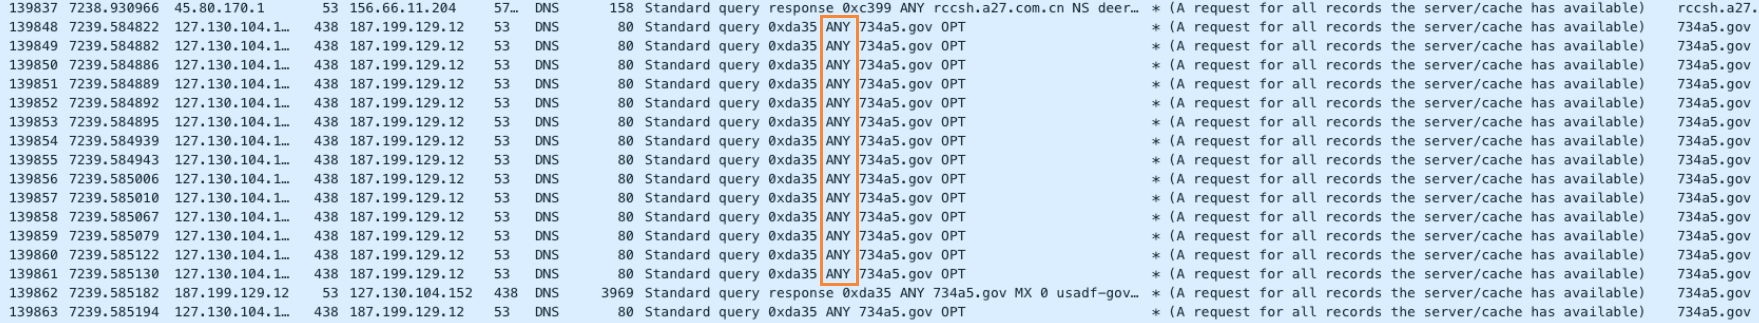 139837 7238.930966 45.80.170.1 53 156.66.11.204 57… DNS 158 Standard query response 0xc399 ANY rccsh.a27.com.cn NS deer… * (A request for all records the server/cache has available) rccsh.a27.
139848 7239.584822 127.130.104.1… 438 187.199.129.12 53 DNS 80 Standard query 0xda35 ANY 734a5.gov OPT * (A request for all records the server/cache has available) 734a5.gov
139849 7239.584882 127.130.104.1… 438 187.199.129.12 53 DNS 80 Standard query 0xda35 ANY 734a5.gov OPT * (A request for all records the server/cache has available) 734a5.gov
139850 7239.584886 127.130.104.1… 438 187.199.129.12 53 DNS 80 Standard query 0xda35 ANY 734a5.gov OPT * (A request for all records the server/cache has available) 734a5.gov
139851 7239.584889 127.130.104.1… 438 187.199.129.12 53 DNS 80 Standard query 0xda35 ANY 734a5.gov OPT * (A request for all records the server/cache has available) 734a5.gov
139852 7239.584892 127.130.104.1… 438 187.199.129.12 53 DNS 80 Standard query 0xda35 ANY 734a5.gov OPT * (A request for all records the server/cache has available) 734a5.gov
139853 7239.584895 127.130.104.1… 438 187.199.129.12 53 DNS 80 Standard query 0xda35 ANY 734a5.gov OPT * (A request for all records the server/cache has available) 734a5.gov
139854 7239.584939 127.130.104.1… 438 187.199.129.12 53 DNS 80 Standard query 0xda35 ANY 734a5.gov OPT * (A request for all records the server/cache has available) 734a5.gov
139855 7239.584943 127.130.104.1… 438 187.199.129.12 53 DNS 80 Standard query 0xda35 ANY 734a5.gov OPT * (A request for all records the server/cache has available) 734a5.gov
139856 7239.585006 127.130.104.1… 438 187.199.129.12 53 DNS 80 Standard query 0xda35 ANY 734a5.gov OPT * (A request for all records the server/cache has available) 734a5.gov
139857 7239.585010 127.130.104.1… 438 187.199.129.12 53 DNS 80 Standard query 0xda35 ANY 734a5.gov OPT * (A request for all records the server/cache has available) 734a5.gov
139858 7239.585067 127.130.104.1… 438 187.199.129.12 53 DNS 80 Standard query 0xda35 ANY 734a5.gov OPT * (A request for all records the server/cache has available) 734a5.gov
139859 7239.585079 127.130.104.1… 438 187.199.129.12 53 DNS 80 Standard query 0xda35 ANY 734a5.gov OPT * (A request for all records the server/cache has available) 734a5.gov
139860 7239.585122 127.130.104.1… 438 187.199.129.12 53 DNS 80 Standard query 0xda35 ANY 734a5.gov OPT * (A request for all records the server/cache has available) 734a5.gov
139861 7239.585130 127.130.104.1… 438 187.199.129.12 53 DNS 80 Standard query 0xda35 ANY 734a5.gov OPT * (A request for all records the server/cache has available) 734a5.gov
139862 7239.585182 187.199.129.12 53 127.130.104.152 438 DNS 3969 Standard query response 0xda35 ANY 734a5.gov MX 0 usadf-gov… * (A request for all records the server/cache has available) 734a5.gov
139863 7239.585194 127.130.104.1… 438 187.199.129.12 53 DNS 80 Standard query 0xda35 ANY 734a5.gov OPT * (A request for all records the server/cache has available) 734a5.gov